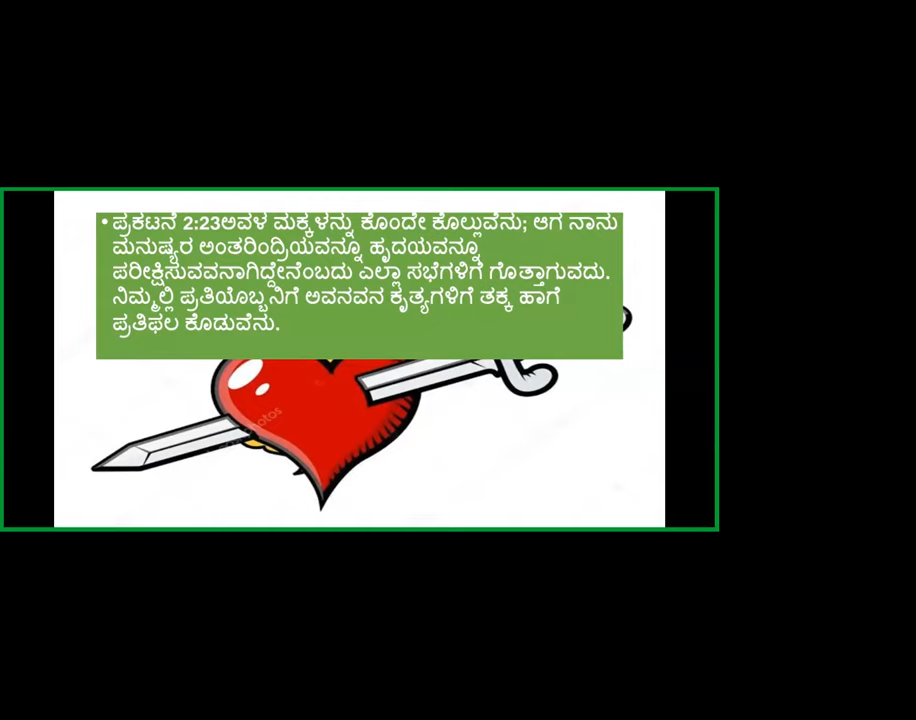 • ಪ್ರಕಟನೆ 2:23ಅವಳ ಮಕ್ಕಳನ್ನು ಕೊಂದೇ ಕೊಲ್ಲುವೆನು; ಆಗ ನಾನು
ಮನುಷ್ಯರ ಅಂತರಿಂದ್ರಿಯವನ್ನೂ ಹೃದಯವನ್ನೂ
ಪರೀಕ್ಷಿಸುವವನಾಗಿದ್ದೇನೆಂಬದು ಎಲ್ಲಾ ಸಭೆಗಳಿಗೆ ಗೊತ್ತಾಗುವದು.
ನಿಮ್ಮಲ್ಲಿ ಪ್ರತಿಯೊಬ್ಬನಿಗೆ ಅವನವನ ಕೃತ್ಯಗಳಿಗೆ ತಕ್ಕ ಹಾಗೆ
ಪ್ರತಿಫಲ ಕೊಡುವೆನು.